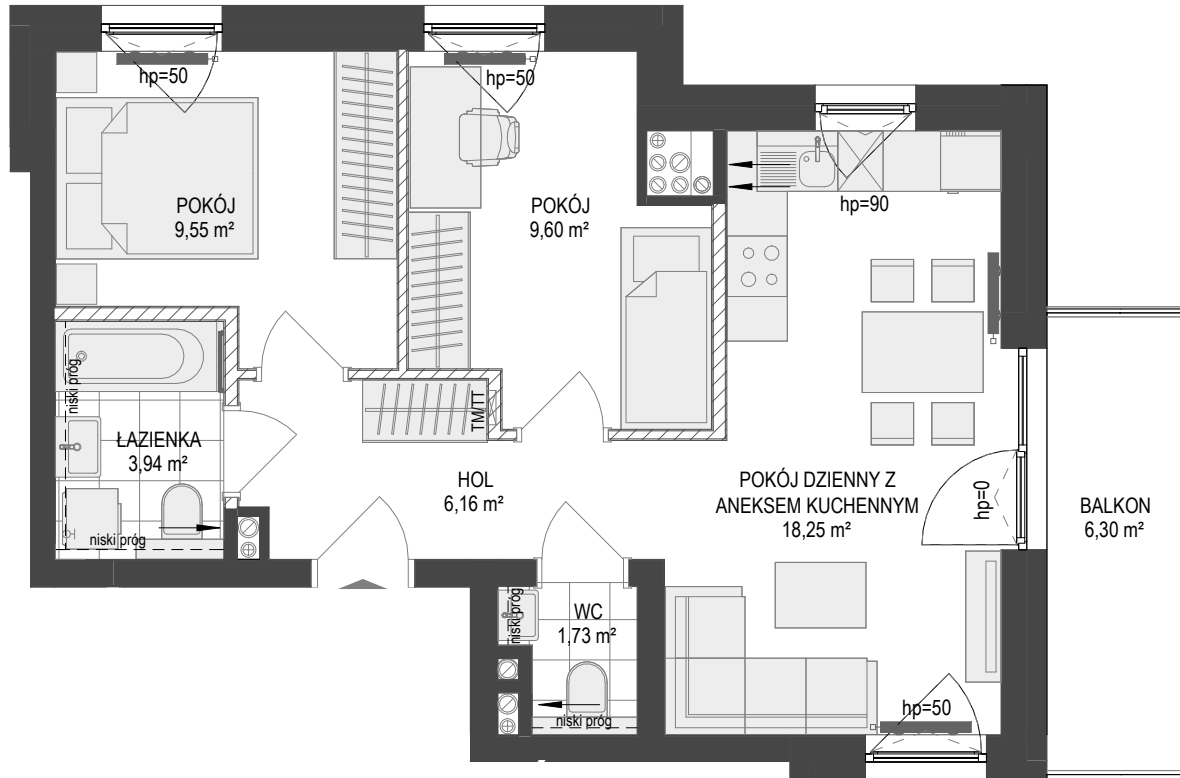 hp=50
hp=50
POKÓJ
9,55 m²
POKÓJ
9,60 m²
hp=90
niski próg
ŁAZIENKA
3,94 m²
niski próg
TM/TT
HOL
6,16 m²
POKÓJ DZIENNY Z
ANEKSEM KUCHENNYM
18,25 m²
hp=0
BALKON
6,30 m²
niski próg
WC
1,73 m²
niski próg
hp=50